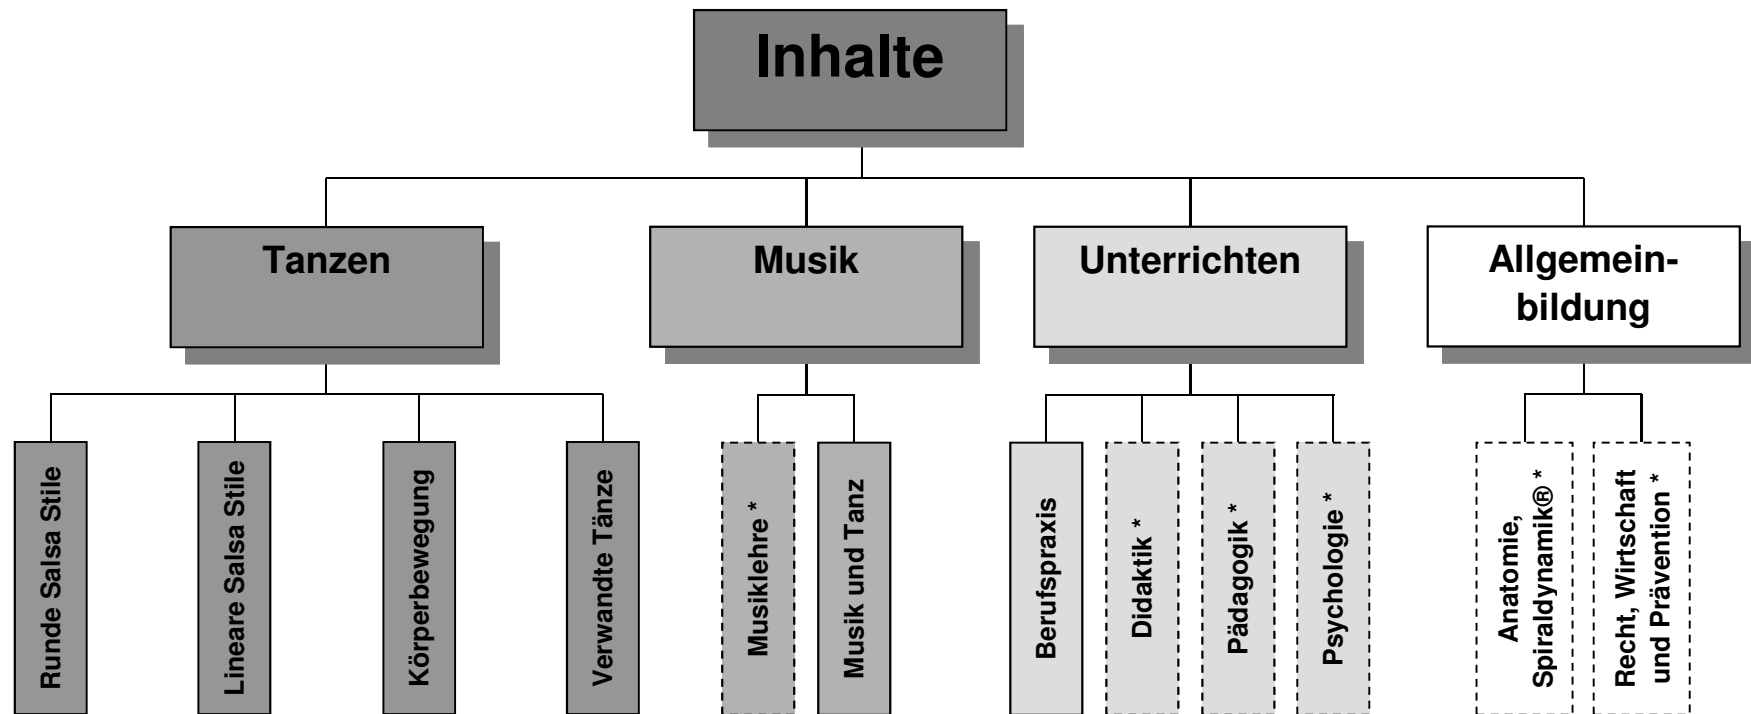 Inhalte
Tanzen
Musik
Unterrichten
Allgemein-
bildung
Runde Salsa Stile
Lineare Salsa Stile
Körperbewegung
Verwandte Tänze
Musiklehre *
Musik und Tanz
Berufspraxis
Didaktik *
Pädagogik *
Psychologie *
Anatomie,
Spiraldynamik® *
Recht, Wirtschaft
und Prävention *